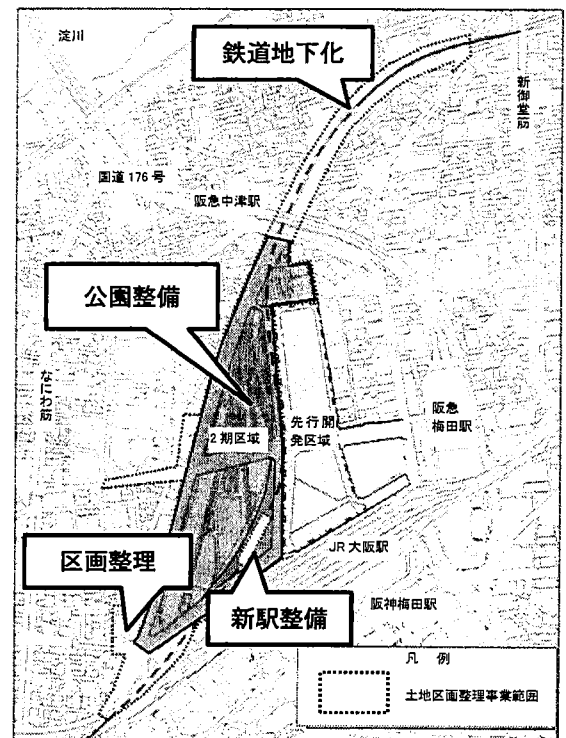 淀川
鉄道地下化
新御堂筋
国道176号
阪急中津駅
公園整備
なにわ筋
2期区域
先行開
発区域
阪急
梅田駅
区画整理
新駅整備
JR大阪駅
阪神梅田駅
凡例
土地区画整理事業範囲